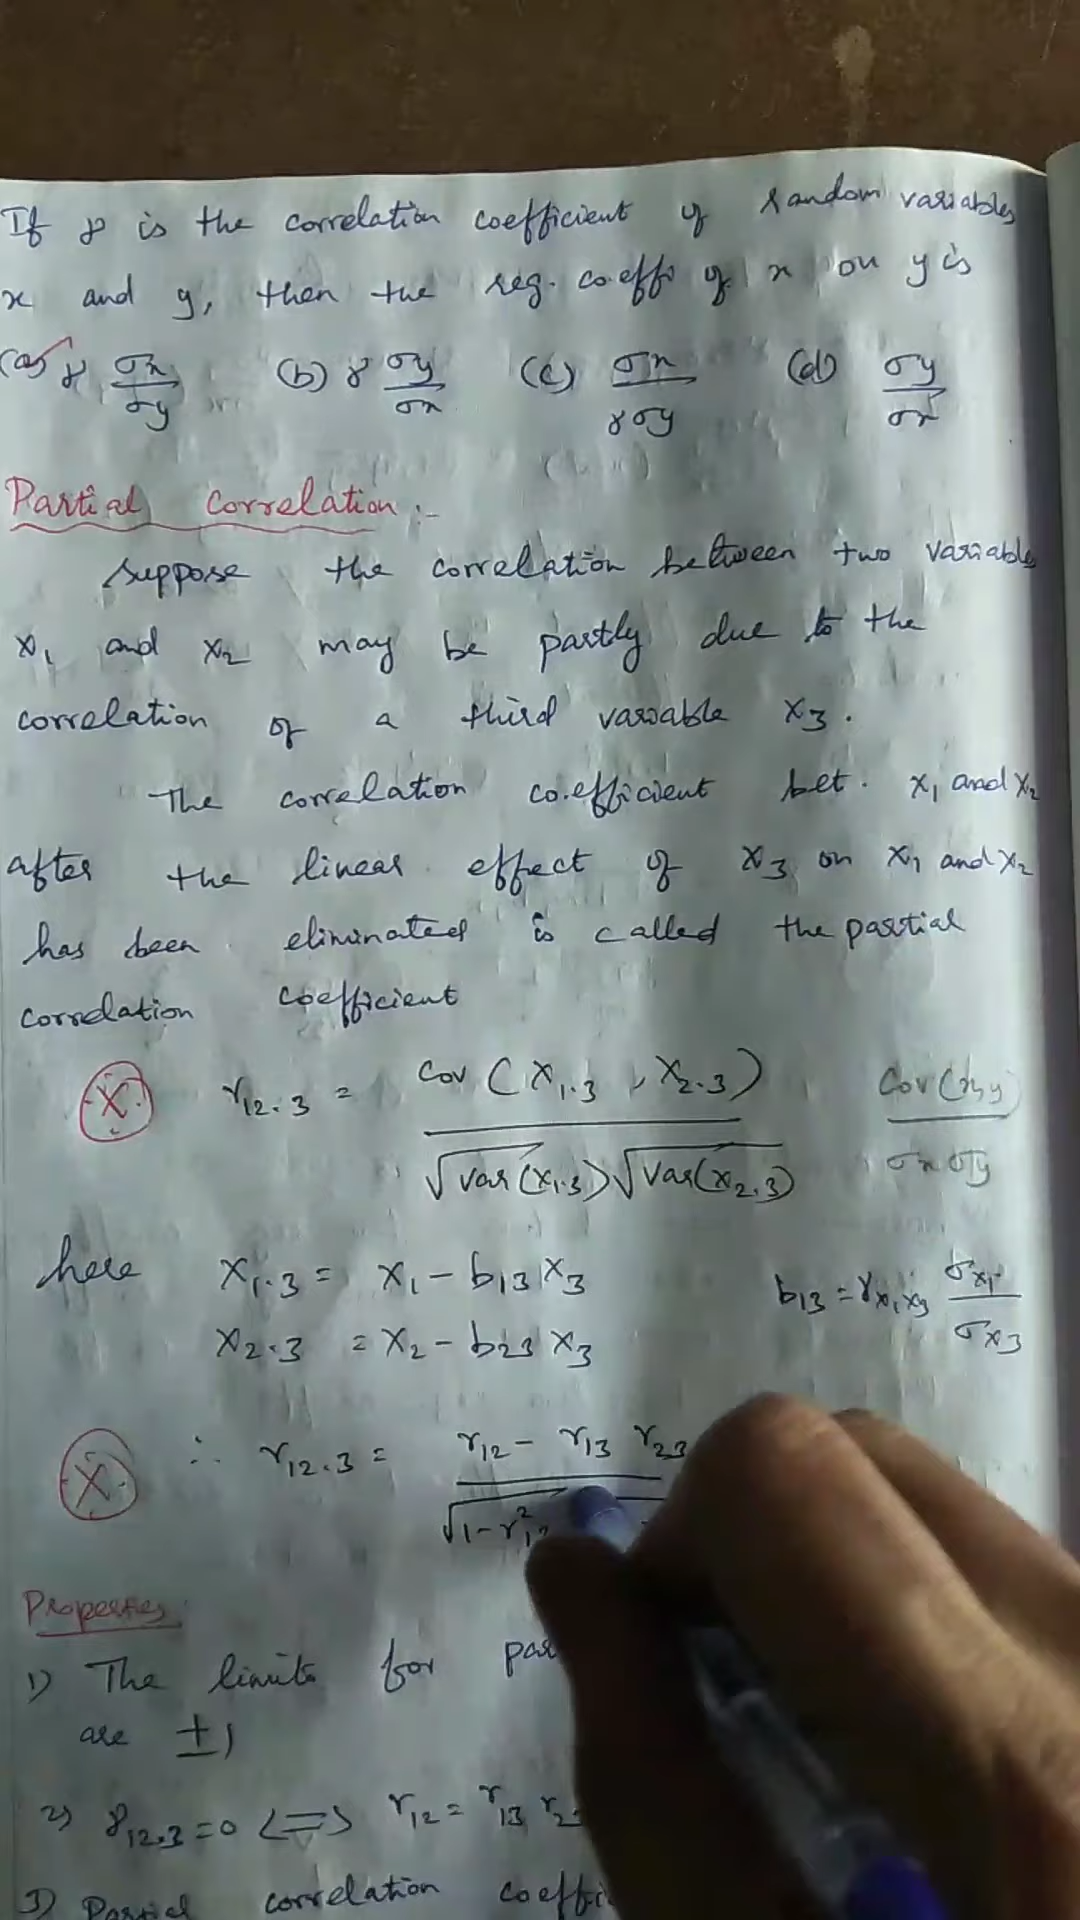 If r is the correlation coefficient of random variables
x and y, then the reg. co.effi of x on y is
(a) r σx/σy (b) r σy/σx (c) σx/rσy (d) σy/σx
Partial Correlation :-
Suppose the correlation between two variables
x1 and x2 may be partly due to the
correlation of a third variable x3.
The correlation co.efficient bet. x1 and x2
after the linear effect of x3 on x1 and x2
has been eliminated is called the partial
correlation coefficient
r12.3 = Cov(X1.3, X2.3) / √var(X1.3) √var(X2.3)
Cov(x,y) / σx σy
here X1.3 = X1 - b13 X3
b13 = rx1x3 σx1/σx3
X2.3 = X2 - b23 X3
∴ r12.3 = r12 - r13 r23 / √1-r²1
Properties:
1) The limits for
are ±1
2) r12.3 = 0 <=> r12 = r13
3) Partial correlation